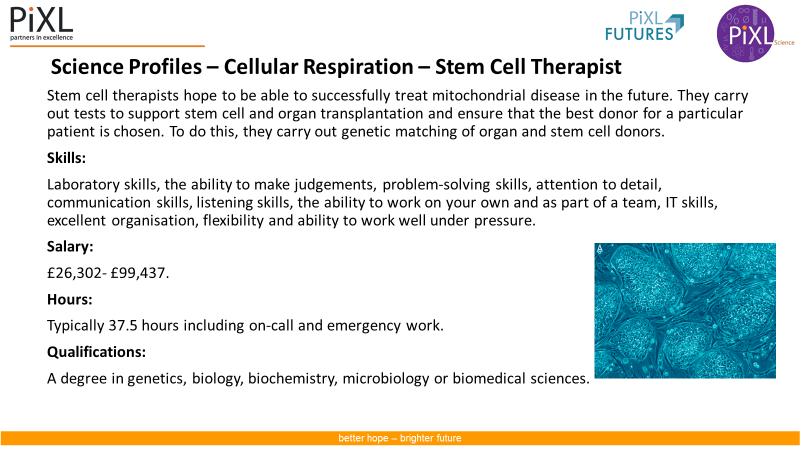 PiXL
partners in excellence
PiXL
FUTURES
PiXL Science
Science Profiles – Cellular Respiration – Stem Cell Therapist
Stem cell therapists hope to be able to successfully treat mitochondrial disease in the future. They carry
out tests to support stem cell and organ transplantation and ensure that the best donor for a particular
patient is chosen. To do this, they carry out genetic matching of organ and stem cell donors.
Skills:
Laboratory skills, the ability to make judgements, problem-solving skills, attention to detail,
communication skills, listening skills, the ability to work on your own and as part of a team, IT skills,
excellent organisation, flexibility and ability to work well under pressure.
Salary:
£26,302- £99,437.
Hours:
Typically 37.5 hours including on-call and emergency work.
Qualifications:
A degree in genetics, biology, biochemistry, microbiology or biomedical sciences.
A
better hope – brighter future